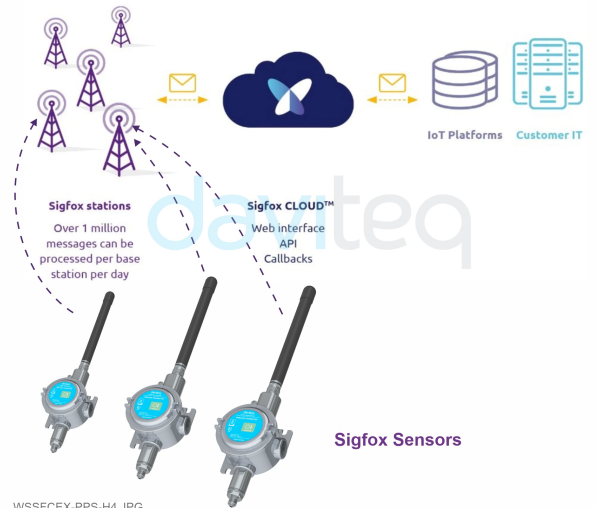 IoT Platforms
Customer IT
Sigfox stations
Over 1 million
messages can be
processed per base
station per day
Sigfox CLOUD™
Web interface
API
Callbacks
daviteq
Sigfox Sensors
WSSFCEX-PPS-H4.JPG